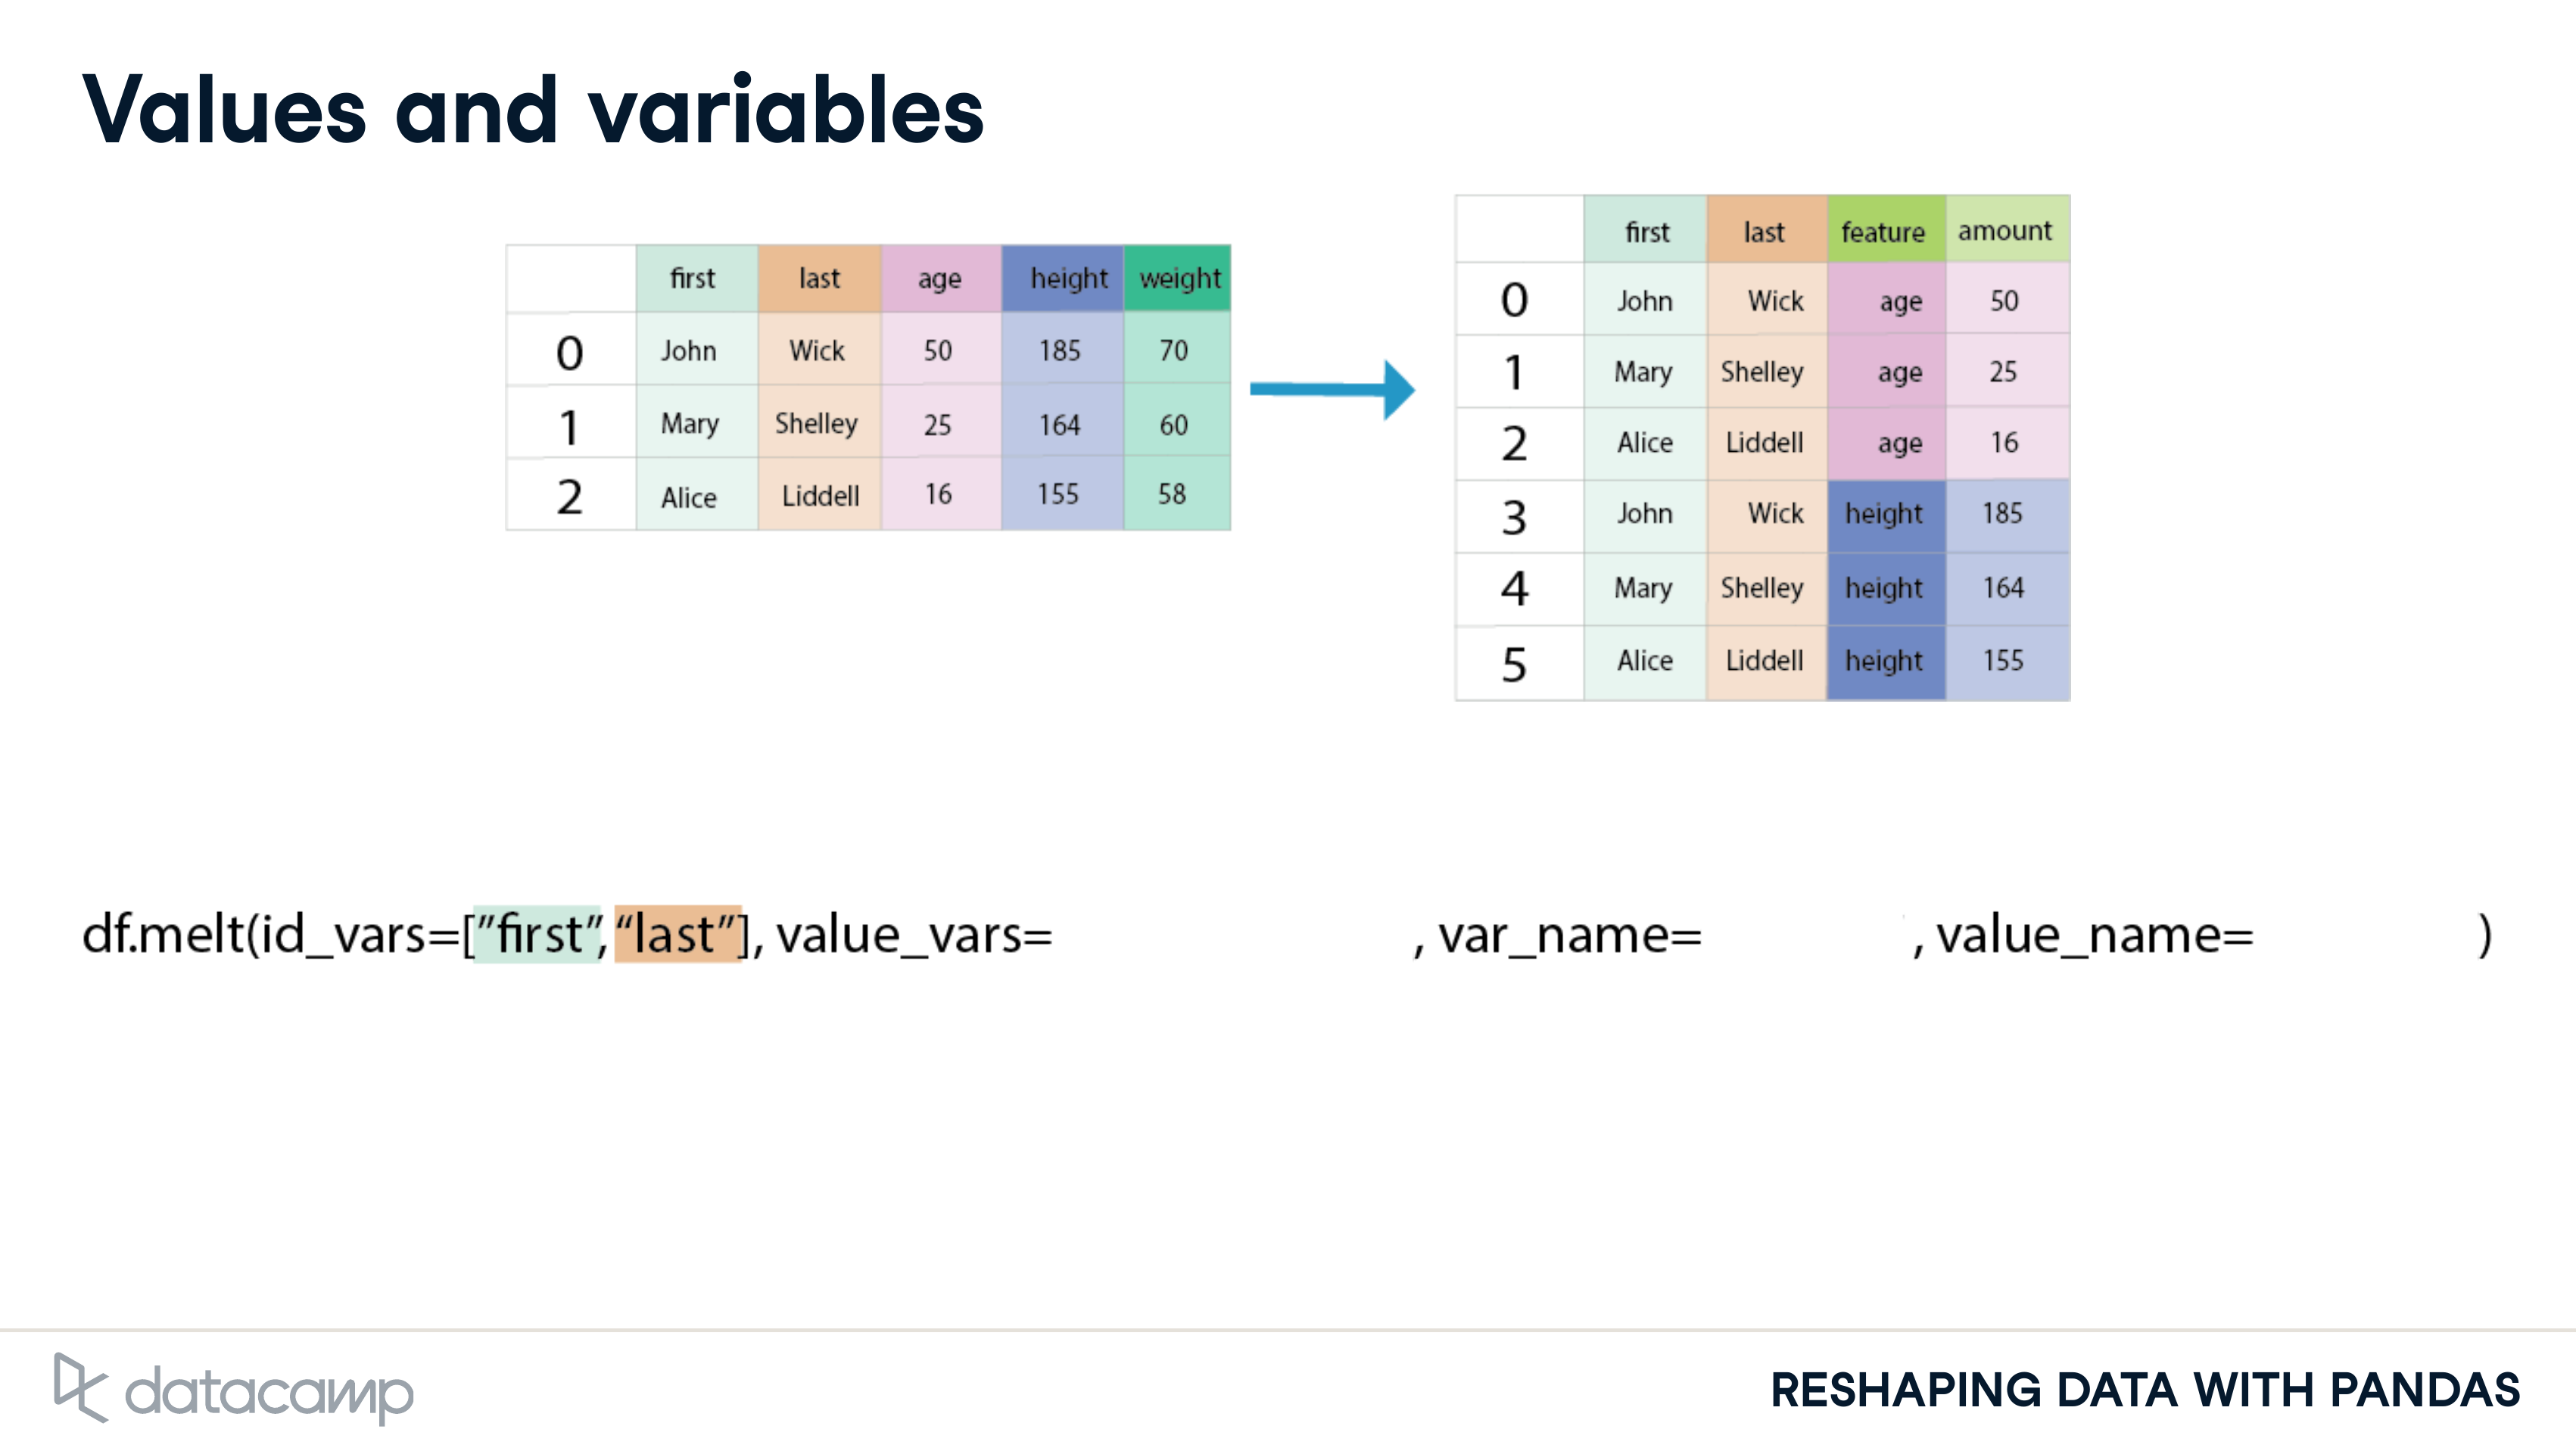 Values and variables
first last age height weight
0 John Wick 50 185 70
1 Mary Shelley 25 164 60
2 Alice Liddell 16 155 58
first last feature amount
0 John Wick age 50
1 Mary Shelley age 25
2 Alice Liddell age 16
3 John Wick height 185
4 Mary Shelley height 164
5 Alice Liddell height 155
df.melt(id_vars=[”first”, “last”], value_vars= , var_name= , value_name= )
datacamp
RESHAPING DATA WITH PANDAS